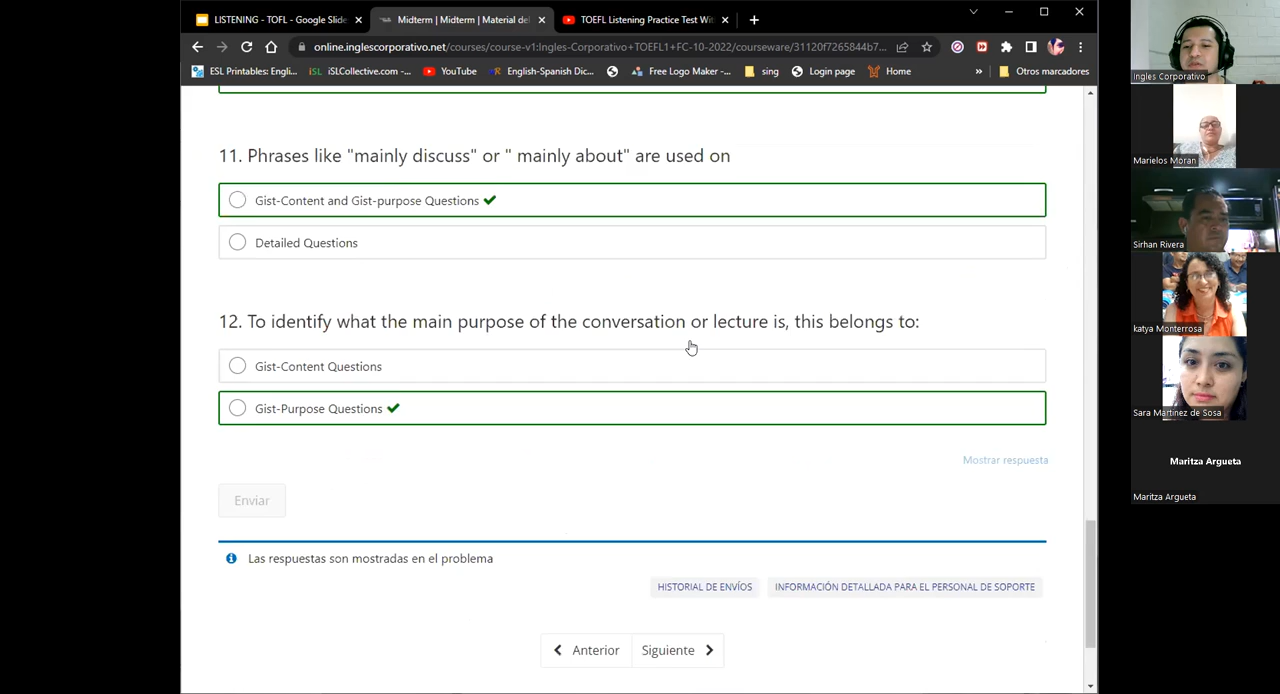 LISTENING - TOFL - Google Slide
Midterm | Midterm | Material del
TOEFL Listening Practice Test Wit
online.inglescorporativo.net/courses/course-v1:Ingles-Corporativo+TOEFL1+FC-10-2022/courseware/31120f7265844b7...
ESL Printables: Engli...
iSLCollective.com -...
YouTube
English-Spanish Dic...
Free Logo Maker -...
sing
Login page
Home
»
Otros marcadores
11. Phrases like "mainly discuss" or " mainly about" are used on
Gist-Content and Gist-purpose Questions
Detailed Questions
12. To identify what the main purpose of the conversation or lecture is, this belongs to:
Gist-Content Questions
Gist-Purpose Questions
Mostrar respuesta
Enviar
Las respuestas son mostradas en el problema
HISTORIAL DE ENVÍOS
INFORMACIÓN DETALLADA PARA EL PERSONAL DE SOPORTE
Anterior
Siguiente
Ingles Corporativo
Marielos Moran
Sirhan Rivera
katya Monterrosa
Sara Martinez de Sosa
Maritza Argueta
Maritza Argueta